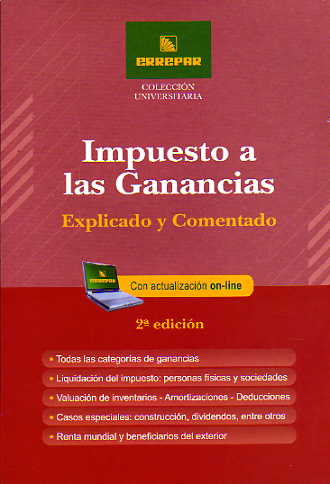 ERREPAR
COLECCIÓN
UNIVERSITARIA
Impuesto a
las Ganancias
Explicado y Comentado
ERREPAR
Con actualización on-line
2ª edición
• Todas las categorías de ganancias
• Liquidación del impuesto: personas físicas y sociedades
• Valuación de inventarios - Amortizaciones - Deducciones
• Casos especiales: construcción, dividendos, entre otros
• Renta mundial y beneficiarios del exterior